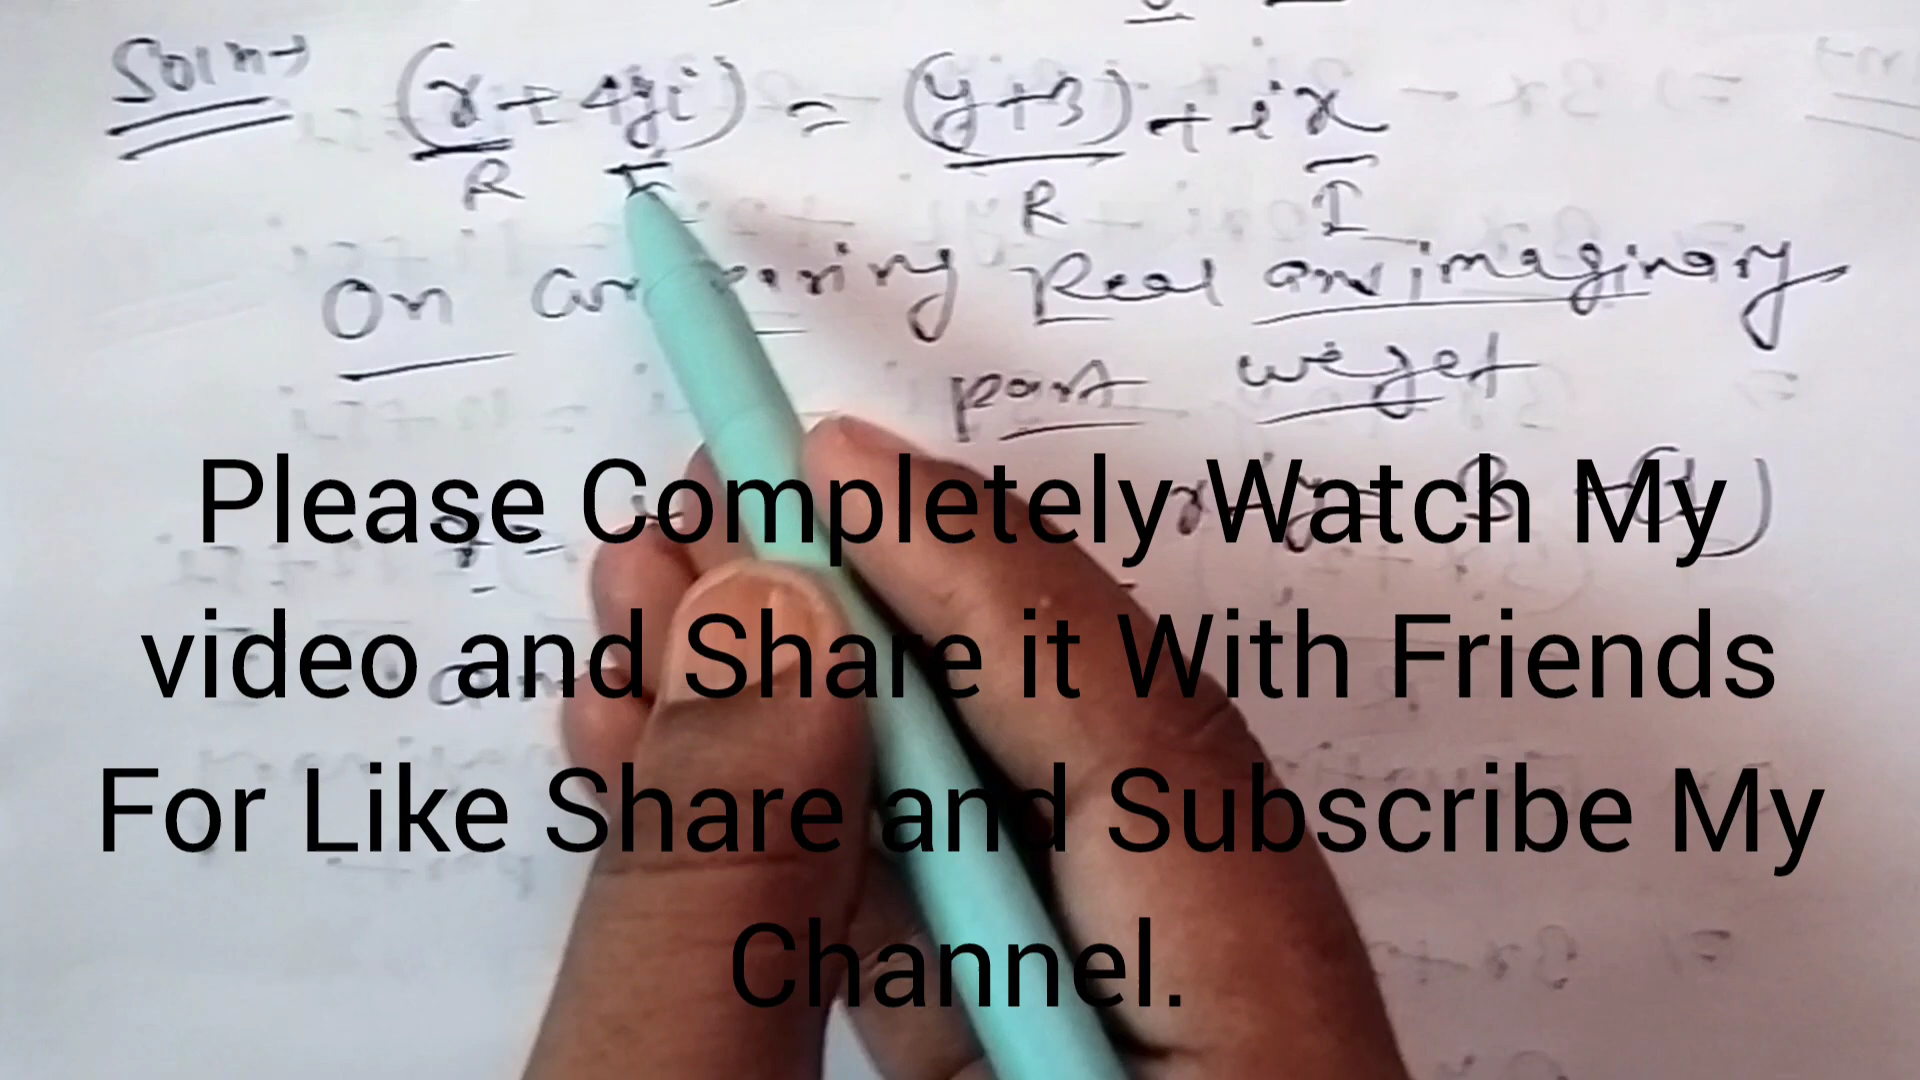 Soln→ (x + 4yi) = (y+3) + ix
R R I
On comparing Real and imaginary
part we get
Please Completely Watch My
video and Share it With Friends
For Like Share and Subscribe My
Channel.